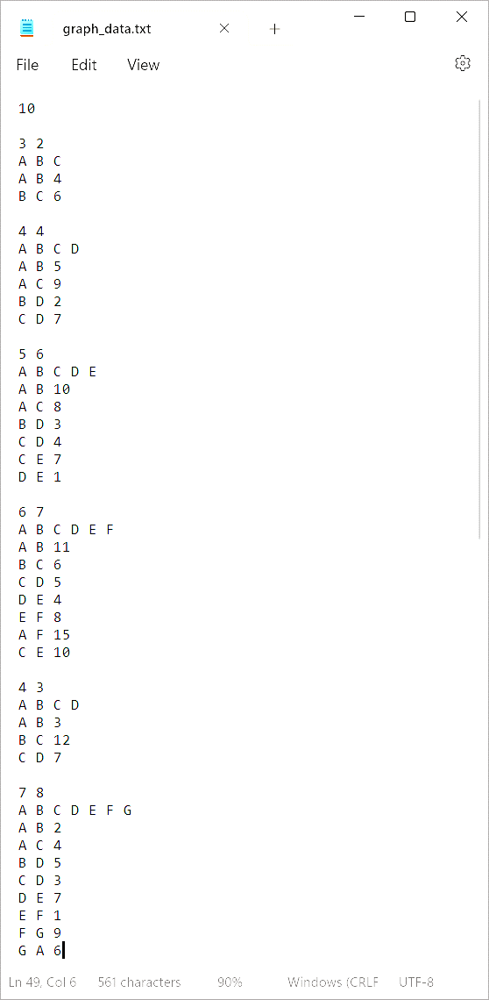 graph_data.txt
File Edit View
10
3 2
A B C
A B 4
B C 6
4 4
A B C D
A B 5
A C 9
B D 2
C D 7
5 6
A B C D E
A B 10
A C 8
B D 3
C D 4
C E 7
D E 1
6 7
A B C D E F
A B 11
B C 6
C D 5
D E 4
E F 8
A F 15
C E 10
4 3
A B C D
A B 3
B C 12
C D 7
7 8
A B C D E F G
A B 2
A C 4
B D 5
C D 3
D E 7
E F 1
F G 9
G A 6
Ln 49, Col 6 561 characters 90% Windows (CRLF UTF-8